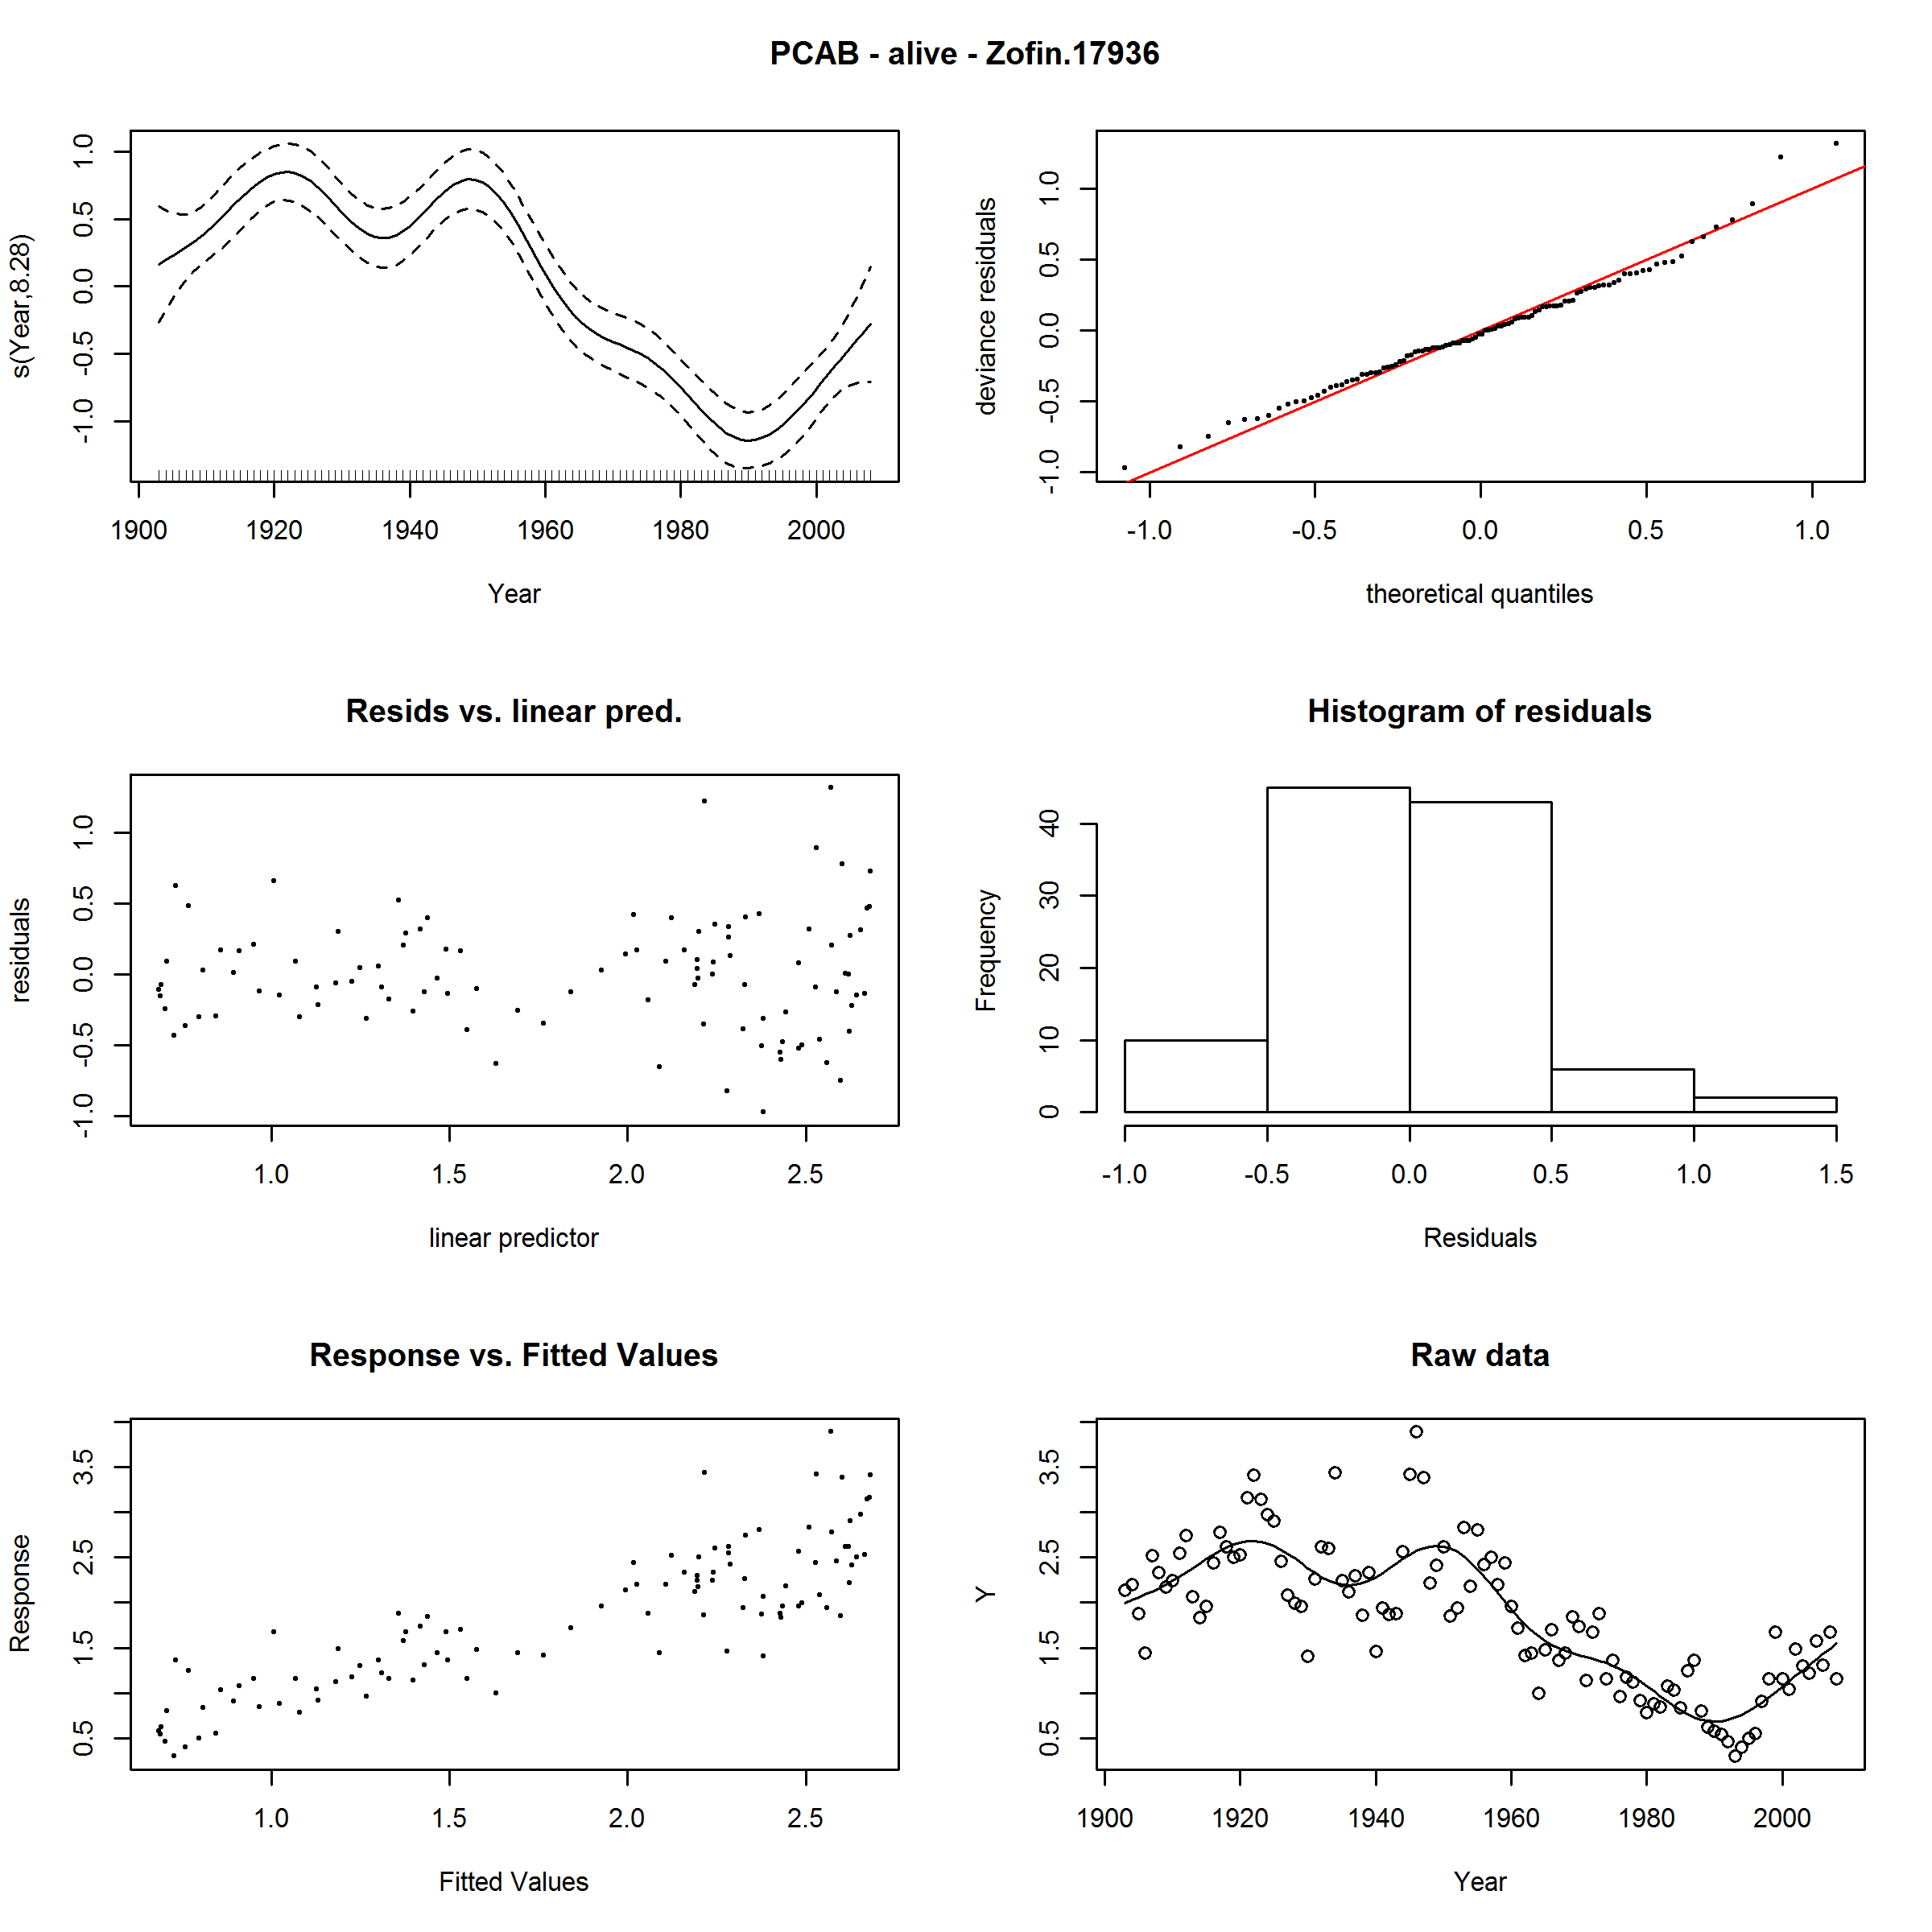 PCAB - alive - Zofin.17936
s(Year,8.28)
-1.0 -0.5 0.0 0.5 1.0
1900 1920 1940 1960 1980 2000
Year
deviance residuals
-1.0 -0.5 0.0 0.5 1.0
-1.0 -0.5 0.0 0.5 1.0
theoretical quantiles
Resids vs. linear pred.
residuals
-1.0 -0.5 0.0 0.5 1.0
1.0 1.5 2.0 2.5
linear predictor
Histogram of residuals
Frequency
0 10 20 30 40
-1.0 -0.5 0.0 0.5 1.0 1.5
Residuals
Response vs. Fitted Values
Response
0.5 1.5 2.5 3.5
1.0 1.5 2.0 2.5
Fitted Values
Raw data
Y
0.5 1.5 2.5 3.5
1900 1920 1940 1960 1980 2000
Year